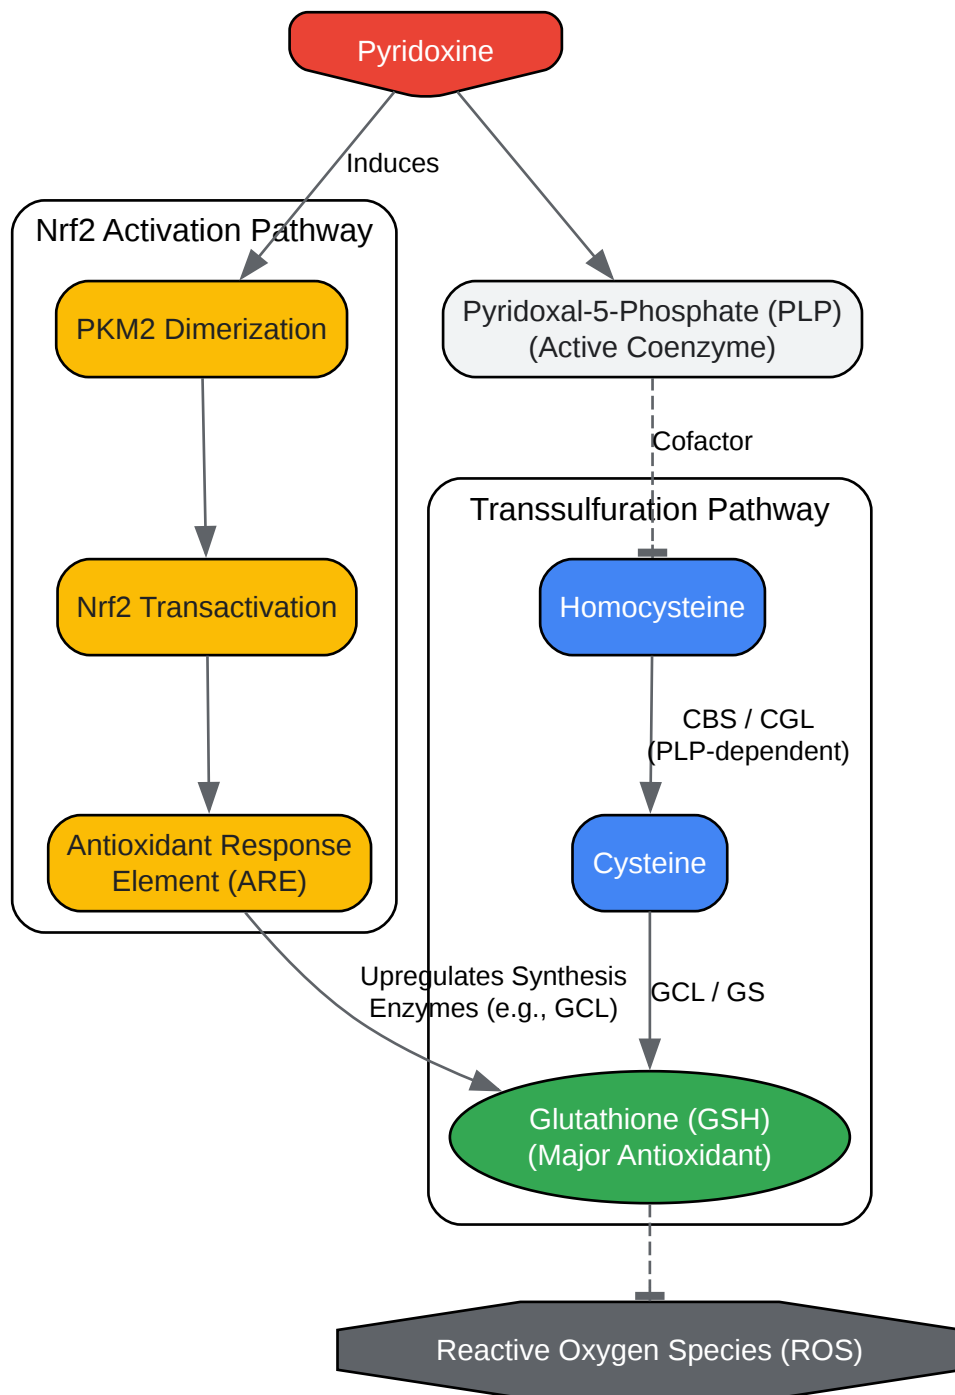 Pyridoxine
Induces
Nrf2 Activation Pathway
PKM2 Dimerization
Pyridoxal-5-Phosphate (PLP)
(Active Coenzyme)
Cofactor
Transsulfuration Pathway
Nrf2 Transactivation
Homocysteine
CBS / CGL
(PLP-dependent)
Antioxidant Response
Element (ARE)
Cysteine
Upregulates Synthesis
Enzymes (e.g., GCL)
GCL / GS
Glutathione (GSH)
(Major Antioxidant)
Reactive Oxygen Species (ROS)